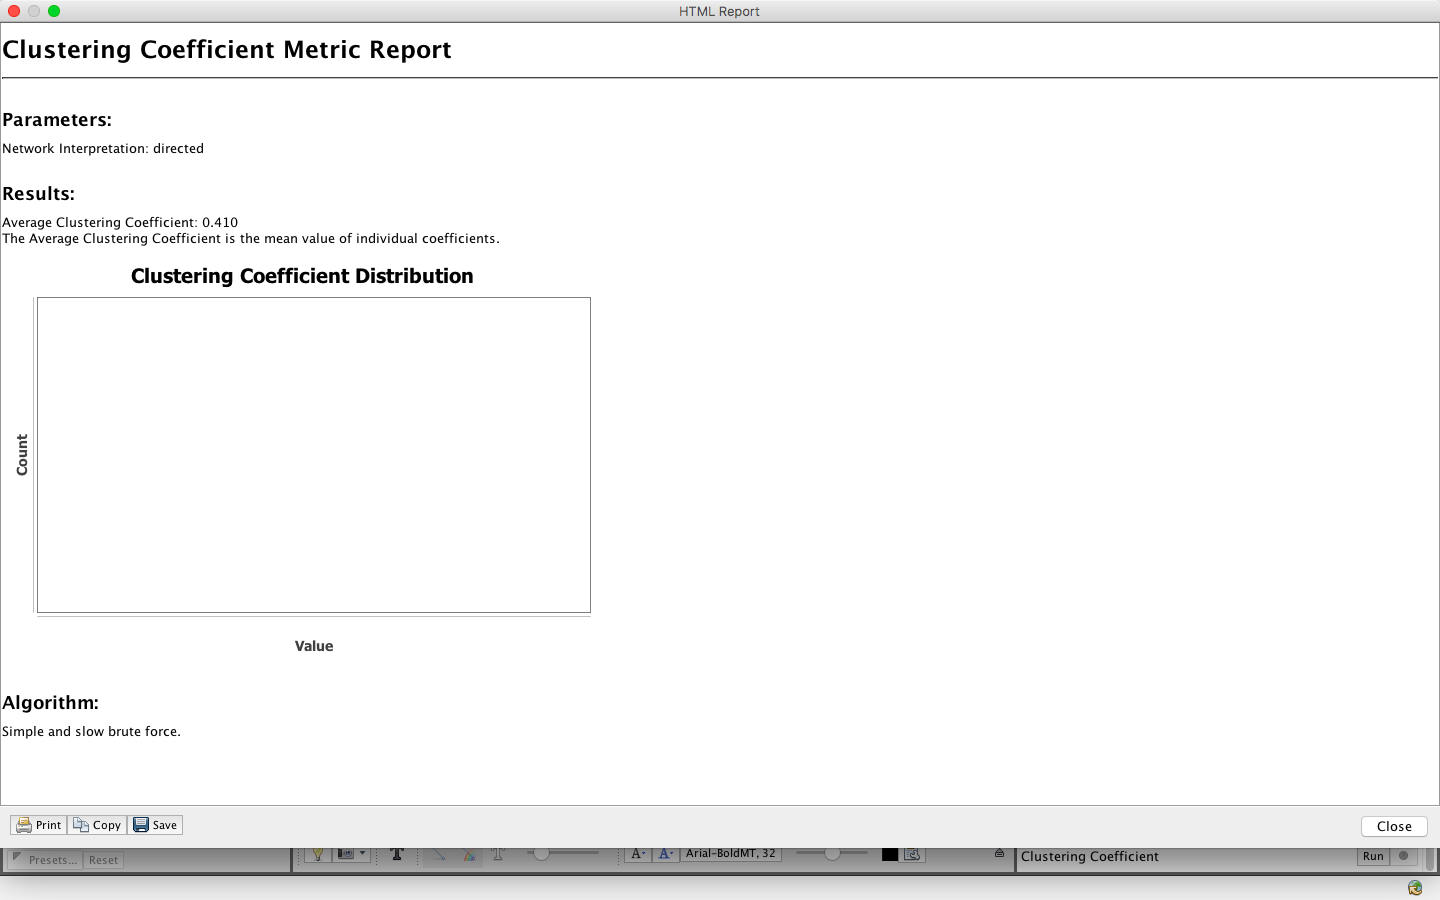 HTML Report
Clustering Coefficient Metric Report
Parameters:
Network Interpretation: directed
Results:
Average Clustering Coefficient: 0.410
The Average Clustering Coefficient is the mean value of individual coefficients.
Clustering Coefficient Distribution
Count
Value
Algorithm:
Simple and slow brute force.
Print Copy Save Close
Presets... Reset T T A- A- Arial-BoldMT, 32 Clustering Coefficient Run